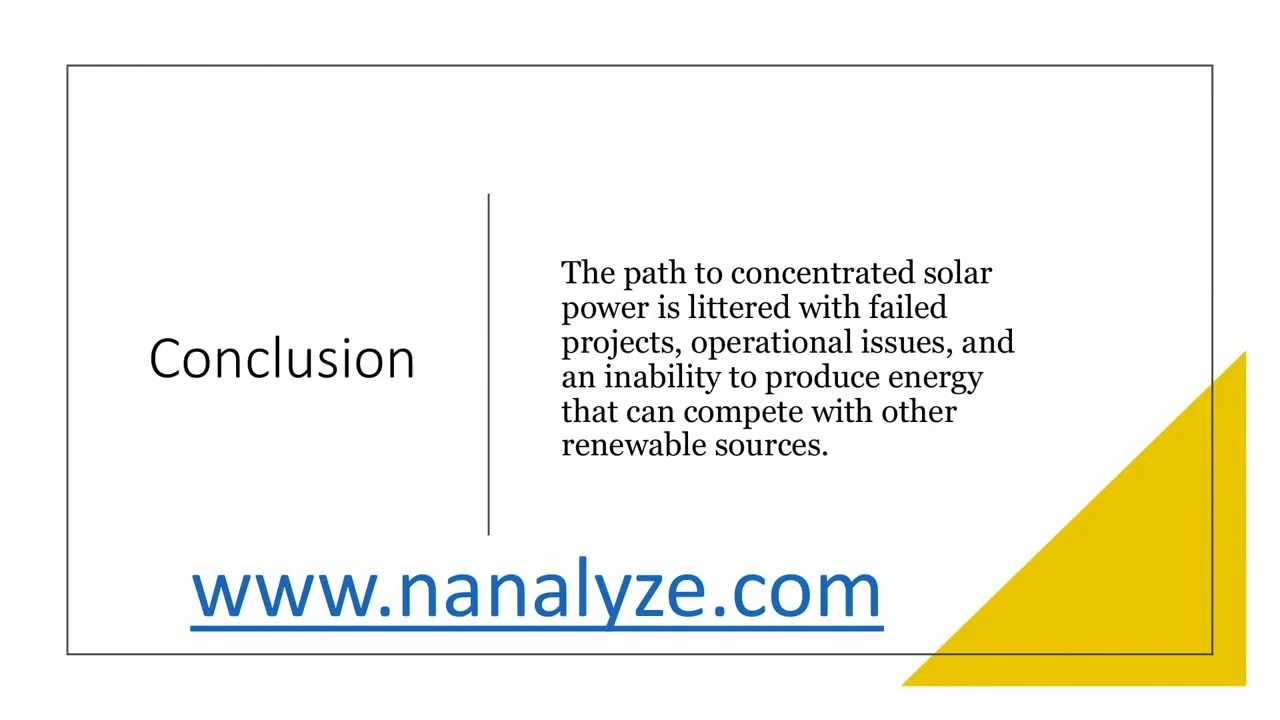 Conclusion
The path to concentrated solar
power is littered with failed
projects, operational issues, and
an inability to produce energy
that can compete with other
renewable sources.
www.nanalyze.com